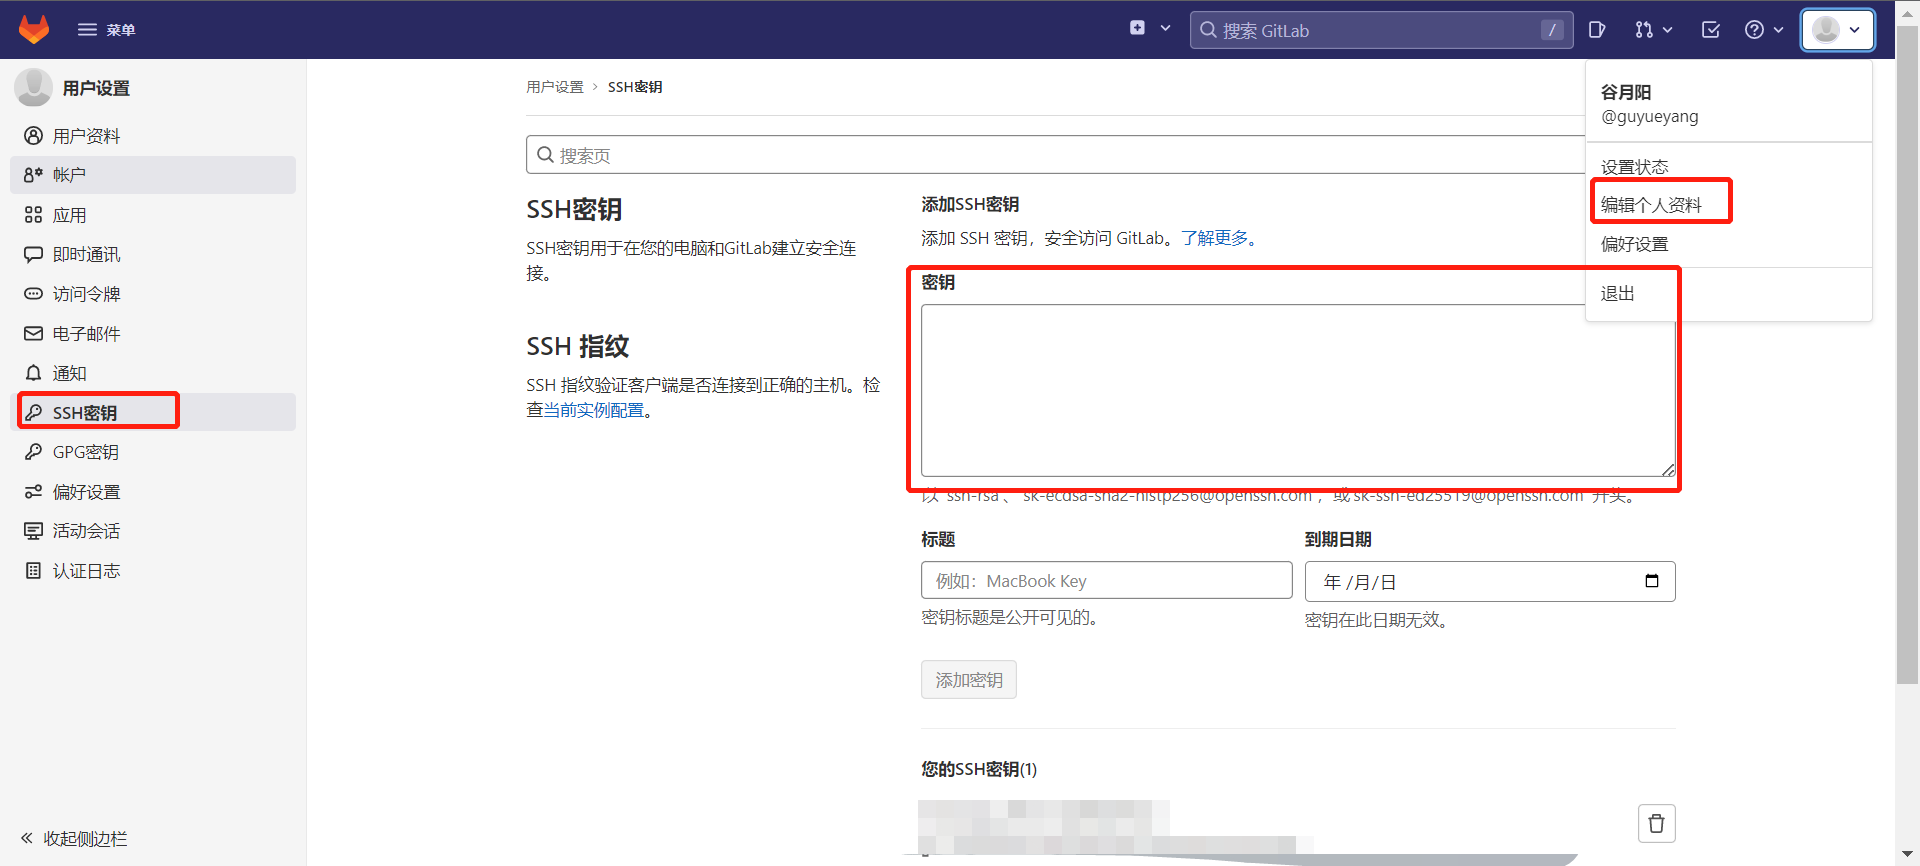 菜单
搜索 GitLab
/
用户设置
用户资料
帐户
应用
即时通讯
访问令牌
电子邮件
通知
SSH密钥
GPG密钥
偏好设置
活动会话
认证日志
« 收起侧边栏
用户设置 > SSH密钥
搜索页
SSH密钥
SSH密钥用于在您的电脑和GitLab建立安全连
接。
SSH 指纹
SSH 指纹验证客户端是否连接到正确的主机。检
查当前实例配置。
添加SSH密钥
添加 SSH 密钥，安全访问 GitLab。了解更多。
密钥
以 'ssh-rsa'、 'sk-ecdsa-sha2-nistp256@openssh.com'，或'sk-ssh-ed25519@openssh.com' 开头。
标题
例如：MacBook Key
密钥标题是公开可见的。
到期日期
年 /月/日
密钥在此日期无效。
添加密钥
您的SSH密钥(1)
谷月阳
@guyueyang
设置状态
编辑个人资料
偏好设置
退出